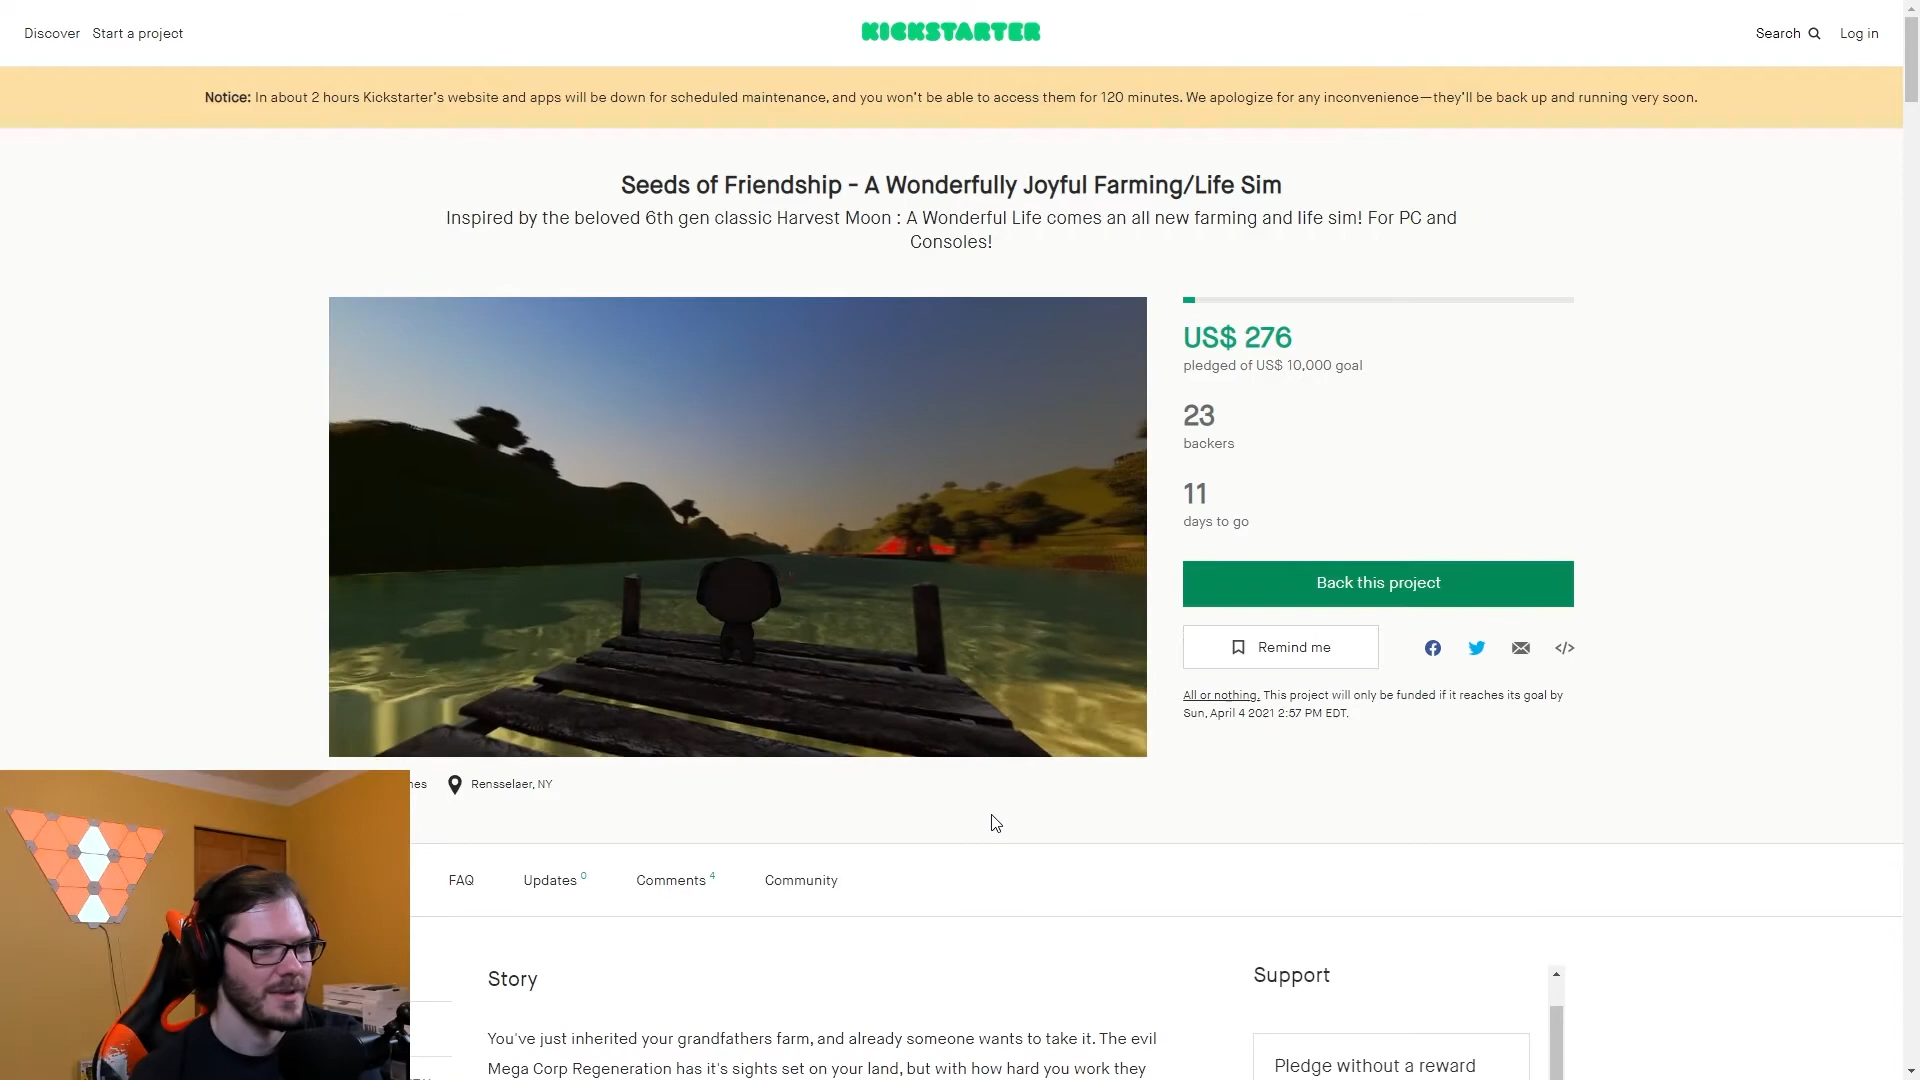 Discover Start a project
KICKSTARTER
Search Log in
Notice: In about 2 hours Kickstarter's website and apps will be down for scheduled maintenance, and you won't be able to access them for 120 minutes. We apologize for any inconvenience—they'll be back up and running very soon.
Seeds of Friendship - A Wonderfully Joyful Farming/Life Sim
Inspired by the beloved 6th gen classic Harvest Moon : A Wonderful Life comes an all new farming and life sim! For PC and
Consoles!
US$ 276
pledged of US$ 10,000 goal
23
backers
11
days to go
Back this project
Remind me
All or nothing. This project will only be funded if it reaches its goal by
Sun, April 4 2021 2:57 PM EDT.
Rensselaer, NY
FAQ Updates 0 Comments 4 Community
Story
Support
You've just inherited your grandfathers farm, and already someone wants to take it. The evil
Mega Corp Regeneration has it's sights set on your land, but with how hard you work they
Pledge without a reward